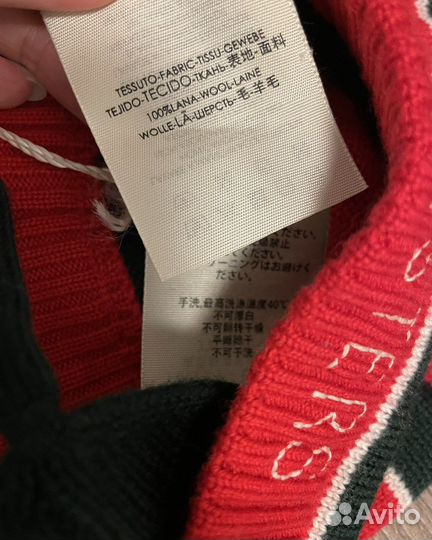 TESSUTO-FABRIC-TISSU-GEWEBE
TEJIDO-TECIDO-ТКАНЬ-表地-面料
100%LANA-WOOL-LAINE
WOLLE-LÃ-ШЕРСТЬ-毛-羊毛
ください。
手洗,最高洗涤温度40℃
不可漂白
不可翻转干燥
平摊晾干
不可干洗
STERS
Avito